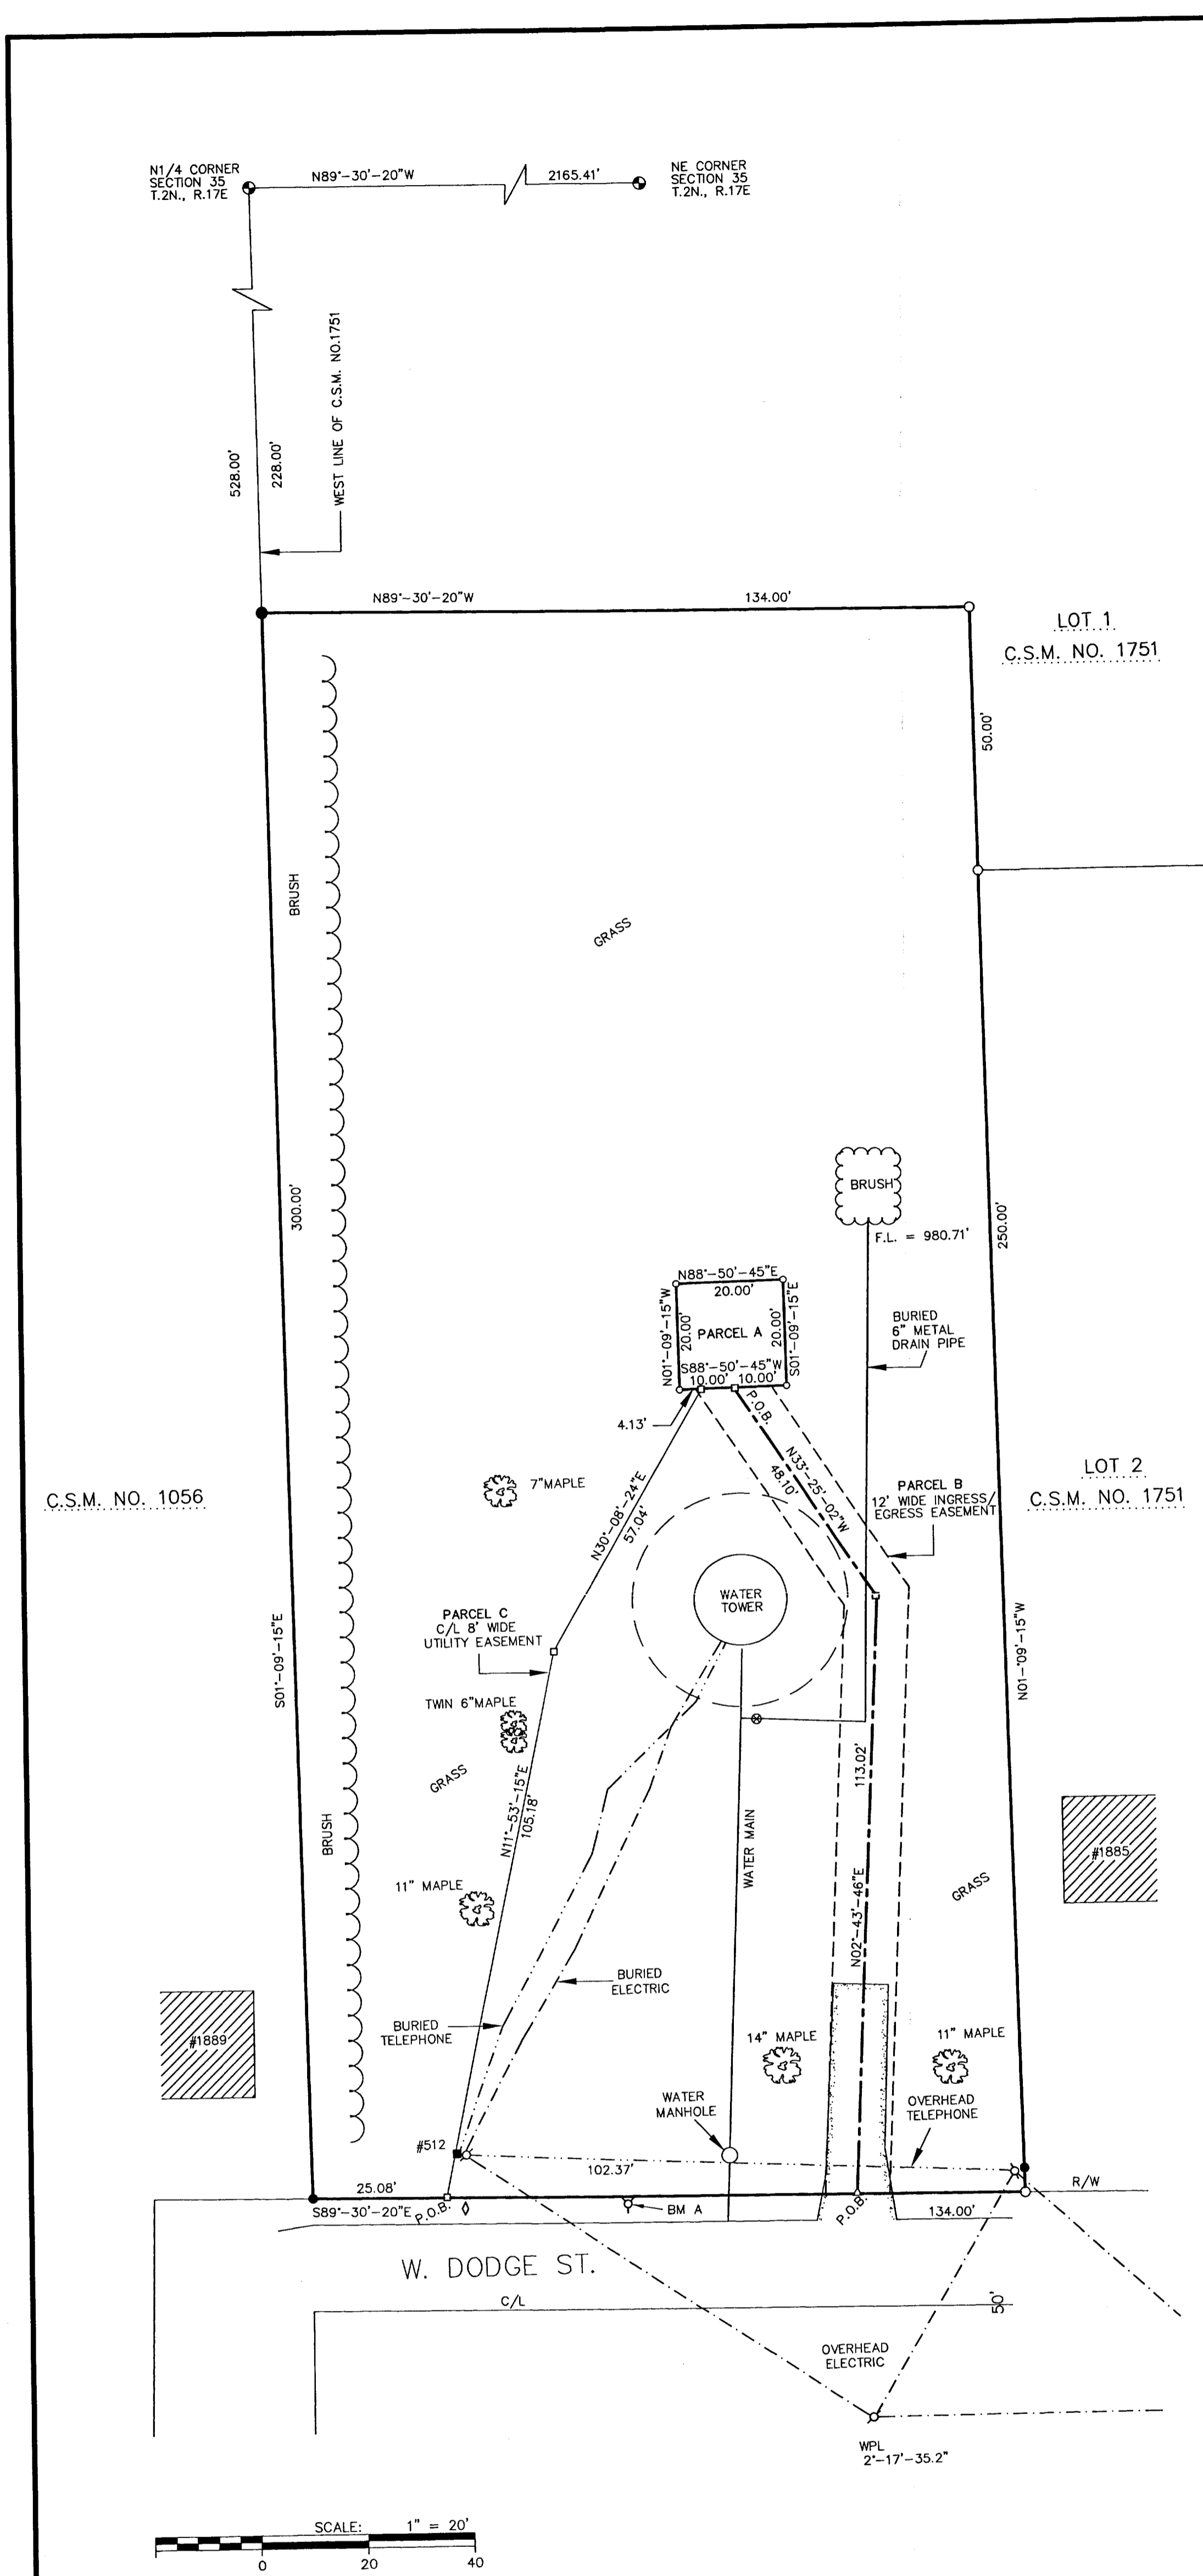 N1/4 CORNER
SECTION 35
T.2N., R.17E
N89°-30'-20"W
2165.41'
NE CORNER
SECTION 35
T.2N., R.17E
WEST LINE OF C.S.M. NO.1751
528.00'
228.00'
N89°-30'-20"W
134.00'
LOT 1
C.S.M. NO. 1751
50.00'
BRUSH
GRASS
300.00'
BRUSH
F.L. = 980.71'
250.00'
N88°-50'-45"E
20.00'
N01°-09'-15"W
20.00'
PARCEL A
20.00'
S01°-09'-15"E
S88°-50'-45"W
10.00'
10.00'
BURIED
6" METAL
DRAIN PIPE
4.13'
P.O.B.
N33°-25'-02"W
48.10'
C.S.M. NO. 1056
7"MAPLE
N30°-08'-24"E
57.04'
PARCEL B
12' WIDE INGRESS/
EGRESS EASEMENT
LOT 2
C.S.M. NO. 1751
WATER
TOWER
PARCEL C
C/L 8' WIDE
UTILITY EASEMENT
S01°-09'-15"E
N01-°09'-15"W
TWIN 6"MAPLE
GRASS
N11°-53'-15"E
105.18'
113.02'
BRUSH
WATER MAIN
#1885
11" MAPLE
N02°-43'-46"E
GRASS
BURIED
ELECTRIC
#1889
BURIED
TELEPHONE
14" MAPLE
11" MAPLE
WATER
MANHOLE
OVERHEAD
TELEPHONE
#512
102.37'
25.08'
S89°-30'-20"E
P.O.B.
BM A
P.O.B.
134.00'
R/W
W. DODGE ST.
C/L
50'
OVERHEAD
ELECTRIC
WPL
2°-17'-35.2"
SCALE: 1" = 20'
0 20 40